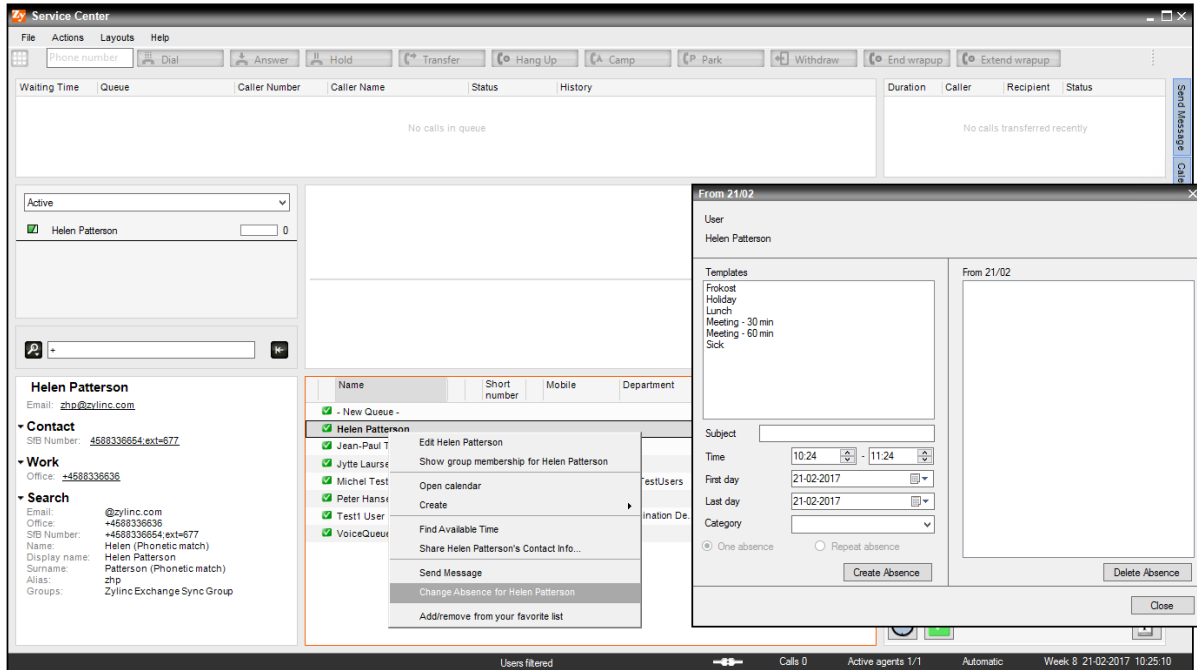 Zy Service Center
File Actions Layouts Help
Phone number Dial Answer Hold Transfer Hang Up Camp Park Withdraw End wrapup Extend wrapup
Waiting Time Queue Caller Number Caller Name Status History
No calls in queue
Duration Caller Recipient Status
No calls transferred recently
Send Message
Cale
Active
Helen Patterson 0
+
Helen Patterson
Email: zhp@zylinc.com
Contact
SfB Number: 4588336654;ext=677
Work
Office: +4588336636
Search
Email: @zylinc.com
Office: +4588336636
SfB Number: +4588336654;ext=677
Name: Helen (Phonetic match)
Display name: Helen Patterson
Surname: Patterson (Phonetic match)
Alias: zhp
Groups: Zylinc Exchange Sync Group
Name Short number Mobile Department
- New Queue -
Helen Patterson
Jean-Paul T
Jytte Laurse
Michel Test TestUsers
Peter Hanse
Test1 User ination De...
VoiceQueue
Edit Helen Patterson
Show group membership for Helen Patterson
Open calendar
Create
Find Available Time
Share Helen Patterson's Contact Info...
Send Message
Change Absence for Helen Patterson
Add/remove from your favorite list
From 21/02
User
Helen Patterson
Templates
Frokost
Holiday
Lunch
Meeting - 30 min
Meeting - 60 min
Sick
Subject
Time 10:24 - 11:24
First day 21-02-2017
Last day 21-02-2017
Category
One absence Repeat absence
Create Absence
From 21/02
Delete Absence
Close
Users filtered Calls 0 Active agents 1/1 Automatic Week 8 21-02-2017 10:25:10